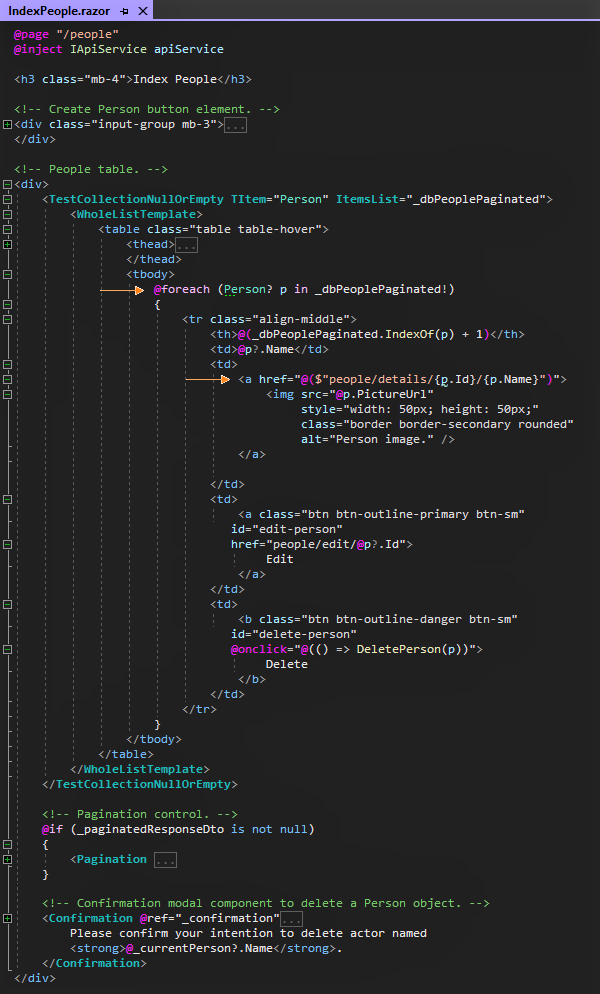 IndexPeople.razor
@page "/people"
@inject IApiService apiService
<h3 class="mb-4">Index People</h3>
<!-- Create Person button element. -->
<div class="input-group mb-3">...
</div>
<!-- People table. -->
<div>
<TestCollectionNullOrEmpty TItem="Person" ItemsList="_dbPeoplePaginated">
<WholeListTemplate>
<table class="table table-hover">
<thead>...
</thead>
<tbody>
@foreach (Person? p in _dbPeoplePaginated!)
{
<tr class="align-middle">
<th>@(_dbPeoplePaginated.IndexOf(p) + 1)</th>
<td>@p?.Name</td>
<td>
<a href="@($"people/details/{p.Id}/{p.Name}")">
<img src="@p.PictureUrl"
style="width: 50px; height: 50px;"
class="border border-secondary rounded"
alt="Person image." />
</a>
</td>
<td>
<a class="btn btn-outline-primary btn-sm"
id="edit-person"
href="people/edit/@p?.Id">
Edit
</a>
</td>
<td>
<b class="btn btn-outline-danger btn-sm"
id="delete-person"
@onclick="@(() => DeletePerson(p))">
Delete
</b>
</td>
</tr>
}
</tbody>
</table>
</WholeListTemplate>
</TestCollectionNullOrEmpty>
<!-- Pagination control. -->
@if (_paginatedResponseDto is not null)
{
<Pagination ...
}
<!-- Confirmation modal component to delete a Person object. -->
<Confirmation @ref="_confirmation"...
Please confirm your intention to delete actor named
<strong>@_currentPerson?.Name</strong>.
</Confirmation>
</div>